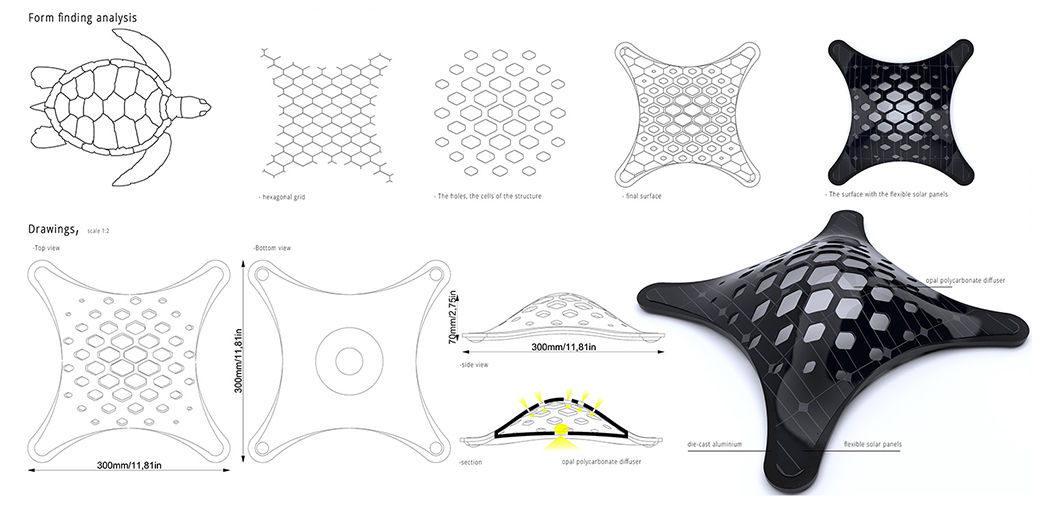 Form finding analysis
- hexagonal grid
- The holes, the cells of the structure
- final surface
- The surface with the flexible solar panels
Drawings, scale 1:2
-Top view
-Bottom view
300mm/11,81in
300mm/11,81in
70mm/2,75in
300mm/11,81in
-side view
-section
opal polycarbonate diffuser
opal polycarbonate diffuser
die-cast aluminium
flexible solar panels